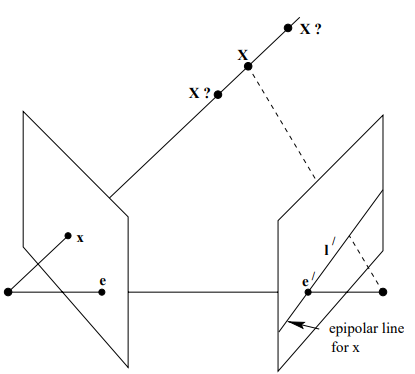 X ?
X
X ?
x
e
l /
e /
epipolar line
for x